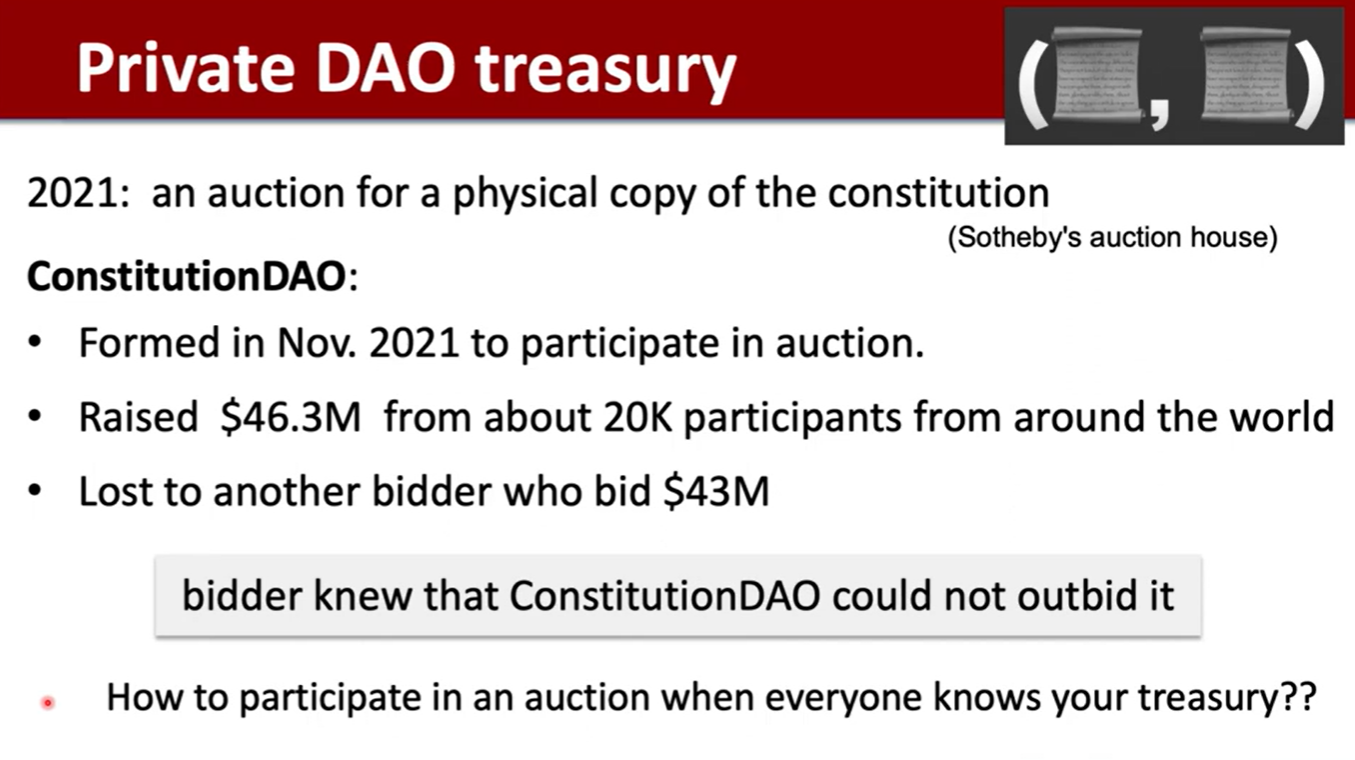 Private DAO treasury
( , )
2021: an auction for a physical copy of the constitution
(Sotheby's auction house)
ConstitutionDAO:
• Formed in Nov. 2021 to participate in auction.
• Raised $46.3M from about 20K participants from around the world
• Lost to another bidder who bid $43M
bidder knew that ConstitutionDAO could not outbid it
• How to participate in an auction when everyone knows your treasury??